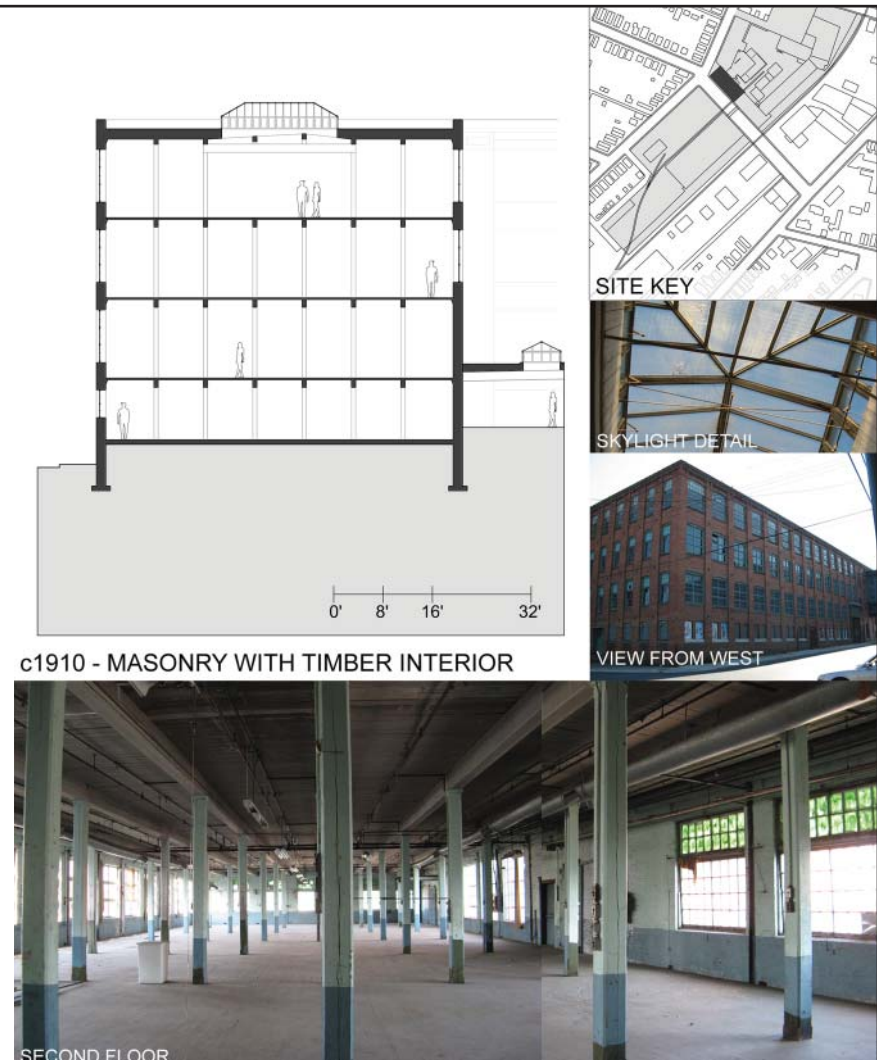 SITE KEY
SKYLIGHT DETAIL
0' 8' 16' 32'
c1910 - MASONRY WITH TIMBER INTERIOR
VIEW FROM WEST
SECOND FLOOR